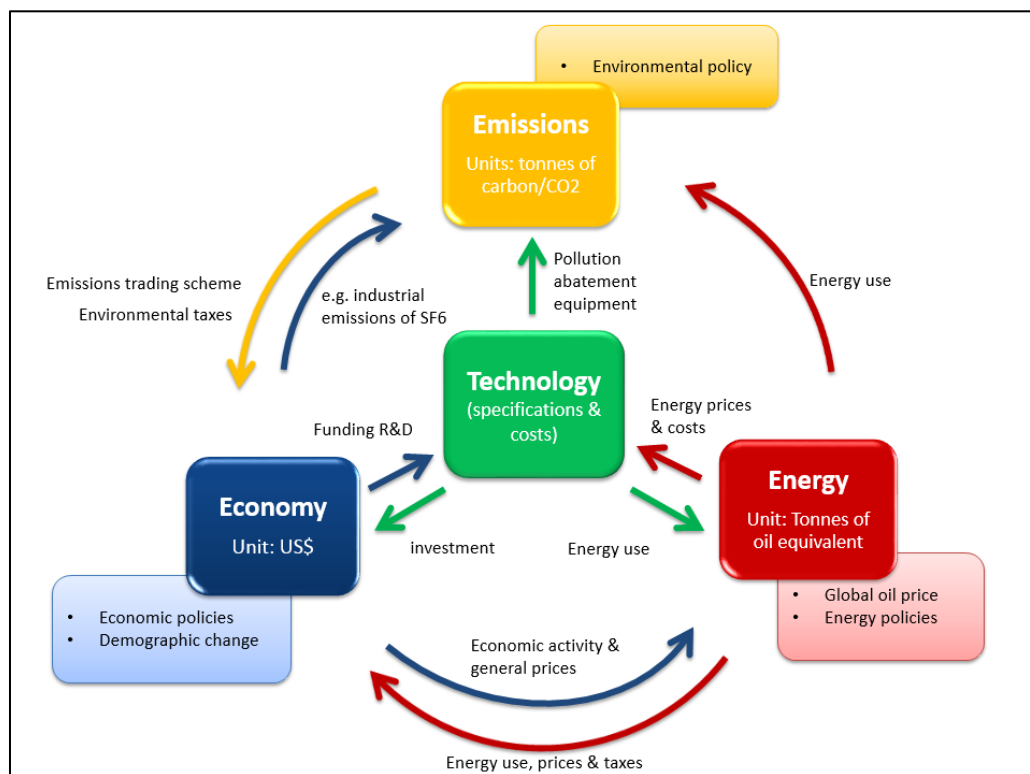 • Environmental policy
Emissions
Units: tonnes of
carbon/CO2
Emissions trading scheme
Environmental taxes
e.g. industrial
emissions of SF6
Pollution
abatement
equipment
Energy use
Technology
(specifications &
costs)
Funding R&D
Energy prices
& costs
Economy
Unit: US$
investment
Energy use
Energy
Unit: Tonnes of
oil equivalent
• Economic policies
• Demographic change
• Global oil price
• Energy policies
Economic activity &
general prices
Energy use, prices & taxes